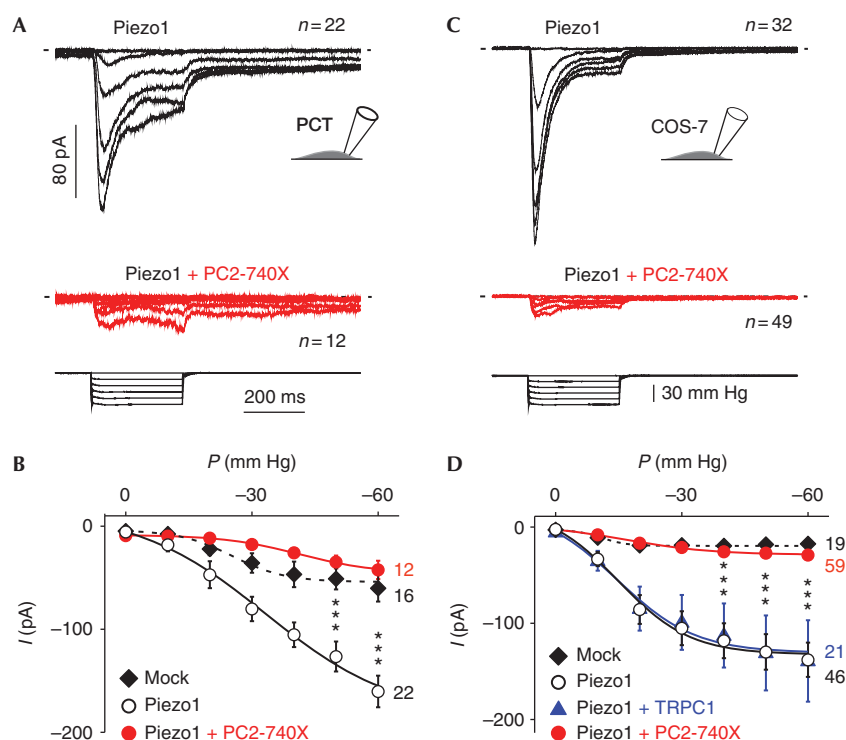 A
Piezo1
n=22
PCT
80 pA
Piezo1 + PC2-740X
n=12
200 ms
C
Piezo1
n=32
COS-7
Piezo1 + PC2-740X
n=49
30 mm Hg
B
P (mm Hg)
0 −30 −60
0
−100
−200
I (pA)
12
16
***
***
22
Mock
Piezo1
Piezo1 + PC2-740X
D
P (mm Hg)
0 −30 −60
0
−100
−200
I (pA)
19
59
***
***
***
21
46
Mock
Piezo1
Piezo1 + TRPC1
Piezo1 + PC2-740X